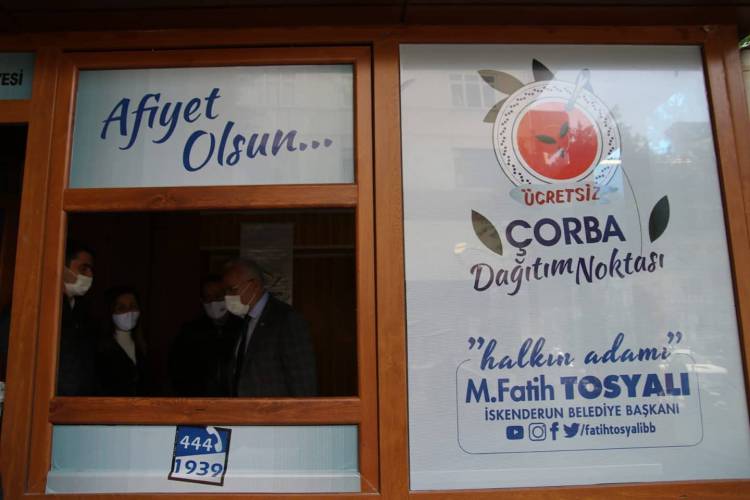 ESİ
Afiyet
Olsun...
444
1939
ÜCRETSİZ
ÇORBA
Dağıtım Noktası
"halkın adamı"
M.Fatih TOSYALI
İSKENDERUN BELEDİYE BAŞKANI
/fatihtosyalibb